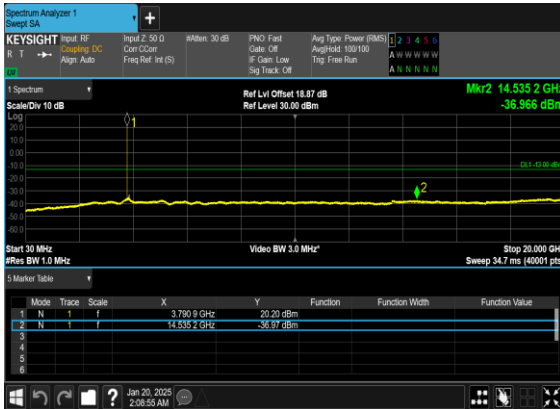 Spectrum Analyzer 1
Swept SA
+
KEYSIGHT
R T
Input: RF
Coupling: DC
Align: Auto
Input Z: 50 Ω
Corr CCorr
Freq Ref: Int (S)
#Atten: 30 dB
PNO: Fast
Gate: Off
IF Gain: Low
Sig Track: Off
Avg Type: Power (RMS)
Avg|Hold: 100/100
Trig: Free Run
1 2 3 4 5 6
A W W W W W
A N N N N N
1 Spectrum
Scale/Div 10 dB
Ref Lvl Offset 18.87 dB
Ref Level 30.00 dBm
Mkr2 14.535 2 GHz
-36.966 dBm
Log
20.0
10.0
0.00
-10.0
-20.0
-30.0
-40.0
-50.0
-60.0
1
2
DL1 -13.00 dBm
Start 30 MHz
#Res BW 1.0 MHz
Video BW 3.0 MHz*
Stop 20.000 GH
Sweep 34.7 ms (40001 pts
5 Marker Table
Mode Trace Scale X Y Function Function Width Function Value
1 N 1 f 3.790 9 GHz 20.20 dBm
2 N 1 f 14.535 2 GHz -36.97 dBm
3
4
5
6
?
Jan 20, 2025
2:08:55 AM